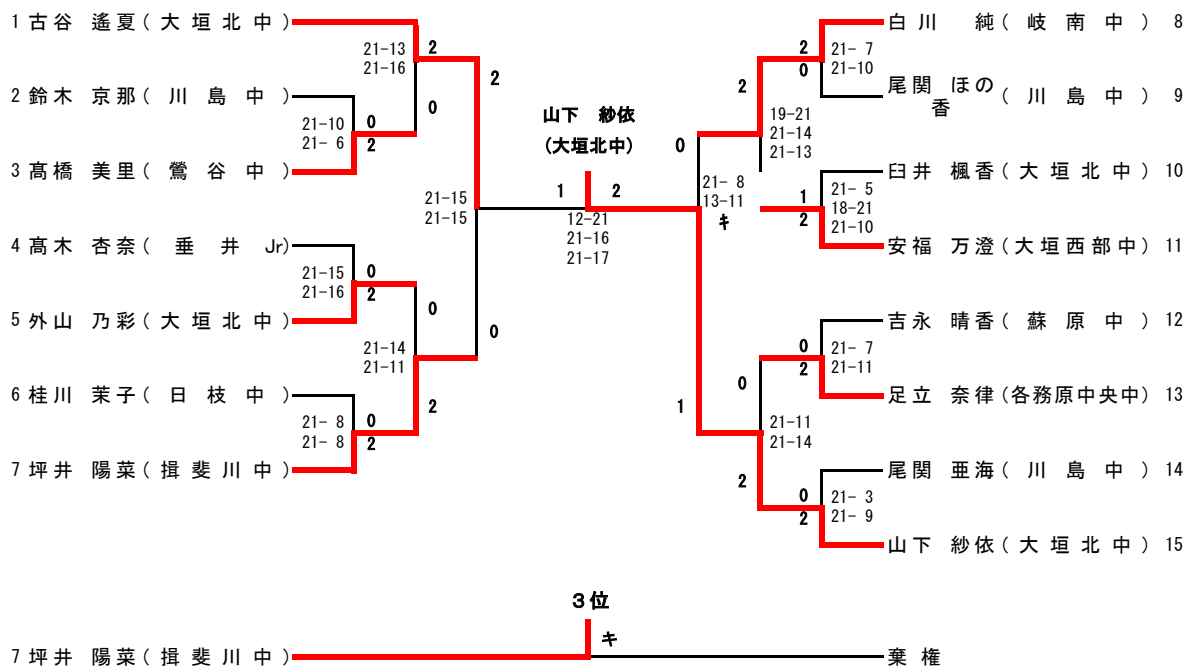 1 古谷 遙夏(大垣北中)
21-13
21-16
2
0
2 鈴木 京那(川島中)
21-10
21- 6
0
2
3 髙橋 美里(鶯谷中)
2
21-15
21-15
4 髙木 杏奈(垂井 Jr)
21-15
21-16
0
2
5 外山 乃彩(大垣北中)
0
0
21-14
21-11
6 桂川 茉子(日枝中)
21- 8
21- 8
0
2
2
7 坪井 陽菜(揖斐川中)
山下 紗依
(大垣北中)
1
2
12-21
21-16
21-17
白川 純(岐南中) 8
2
0
21- 7
21-10
尾関 ほの香(川島中) 9
2
19-21
21-14
21-13
0
21- 8
13-11
キ
臼井 楓香(大垣北中) 10
1
2
21- 5
18-21
21-10
安福 万澄(大垣西部中) 11
吉永 晴香(蘇原中) 12
0
2
21- 7
21-11
足立 奈律(各務原中央中) 13
0
1
21-11
21-14
2
尾関 亜海(川島中) 14
0
2
21- 3
21- 9
山下 紗依(大垣北中) 15
3位
キ
7 坪井 陽菜(揖斐川中)
棄権